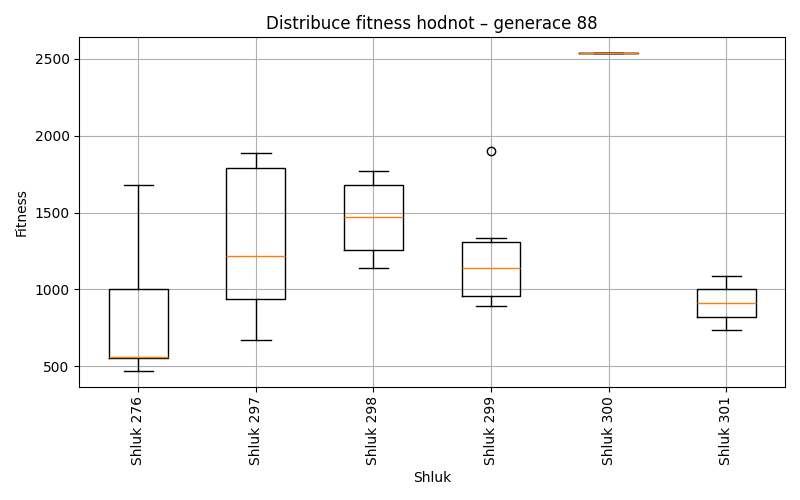 Distribuce fitness hodnot – generace 88
Fitness
2500
2000
1500
1000
500
Shluk 276
Shluk 297
Shluk 298
Shluk 299
Shluk 300
Shluk 301
Shluk